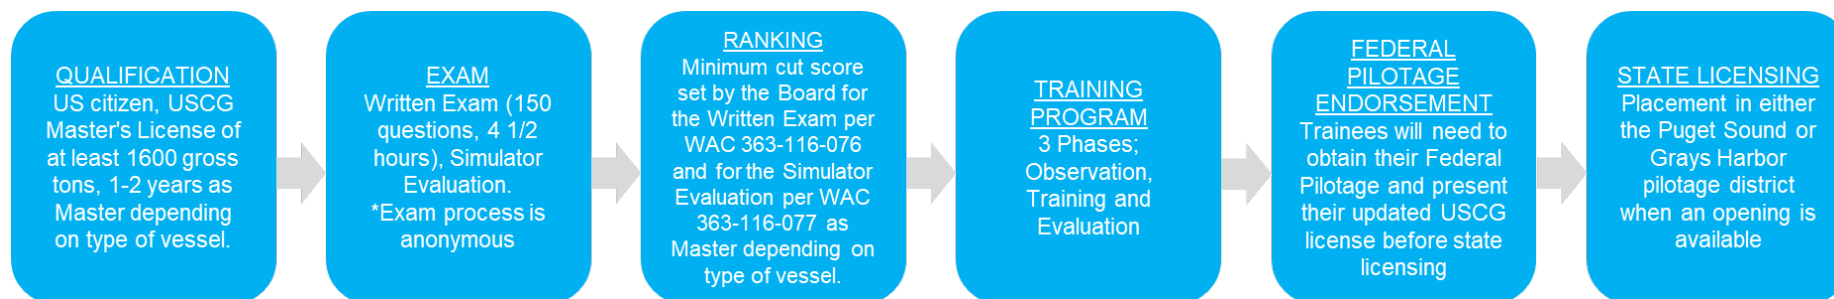 QUALIFICATION
US citizen, USCG
Master's License of
at least 1600 gross
tons, 1-2 years as
Master depending
on type of vessel.
EXAM
Written Exam (150
questions, 4 1/2
hours), Simulator
Evaluation.
*Exam process is
anonymous
RANKING
Minimum cut score
set by the Board for
the Written Exam per
WAC 363-116-076
and for the Simulator
Evaluation per WAC
363-116-077 as
Master depending on
type of vessel.
TRAINING
PROGRAM
3 Phases;
Observation,
Training and
Evaluation
FEDERAL
PILOTAGE
ENDORSEMENT
Trainees will need to
obtain their Federal
Pilotage and present
their updated USCG
license before state
licensing
STATE LICENSING
Placement in either
the Puget Sound or
Grays Harbor
pilotage district
when an opening is
available